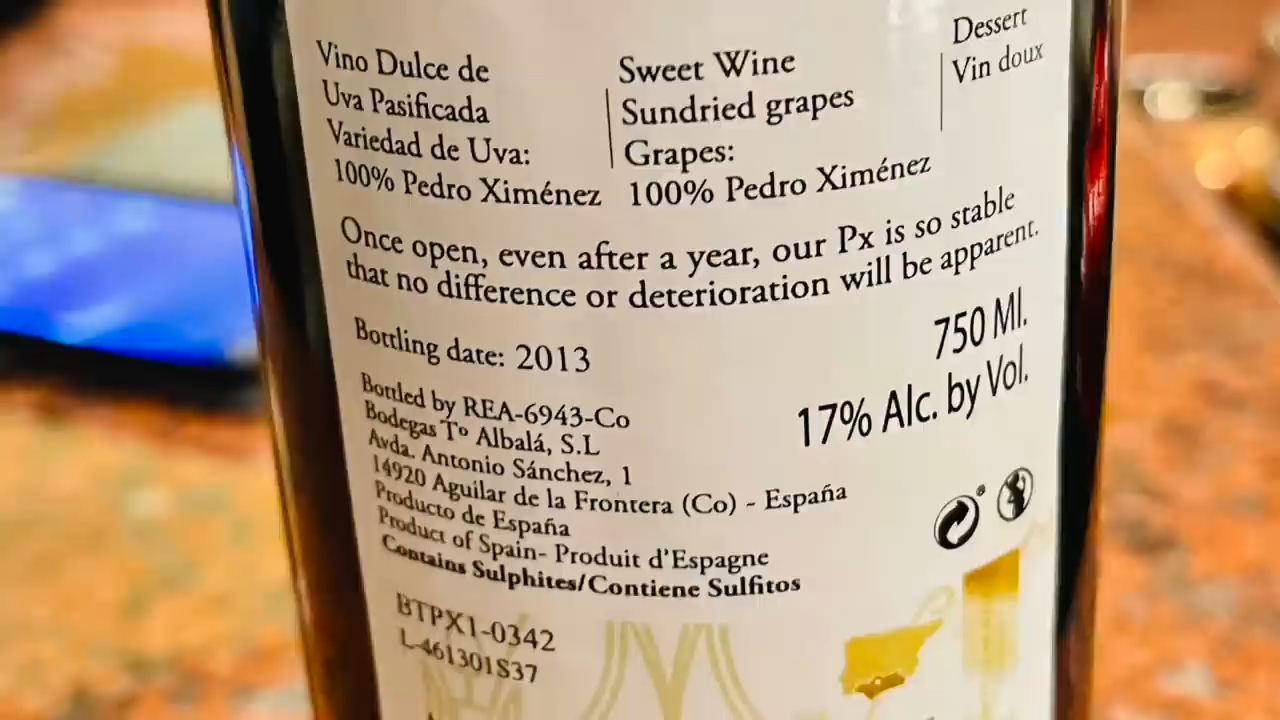 Vino Dulce de
Uva Pasificada
Variedad de Uva:
100% Pedro Ximénez
Sweet Wine
Sundried grapes
Grapes:
100% Pedro Ximénez
Dessert
Vin doux
Once open, even after a year, our Px is so stable
that no difference or deterioration will be apparent.
Bottling date: 2013
750 Ml.
17% Alc. by Vol.
Bottled by REA-6943-Co
Bodegas Tº Albalá, S.L
Avda. Antonio Sánchez, 1
14920 Aguilar de la Frontera (Co) - España
Producto de España
Product of Spain- Produit d'Espagne
Contains Sulphites/Contiene Sulfitos
BTPX1-0342
L-461301S37